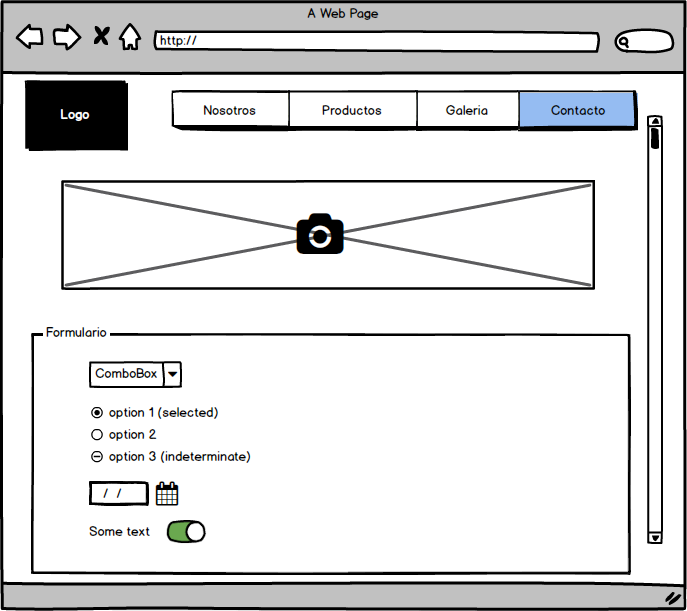 A Web Page
http://
Logo
Nosotros Productos Galeria Contacto
Formulario
ComboBox
option 1 (selected)
option 2
option 3 (indeterminate)
/ /
Some text